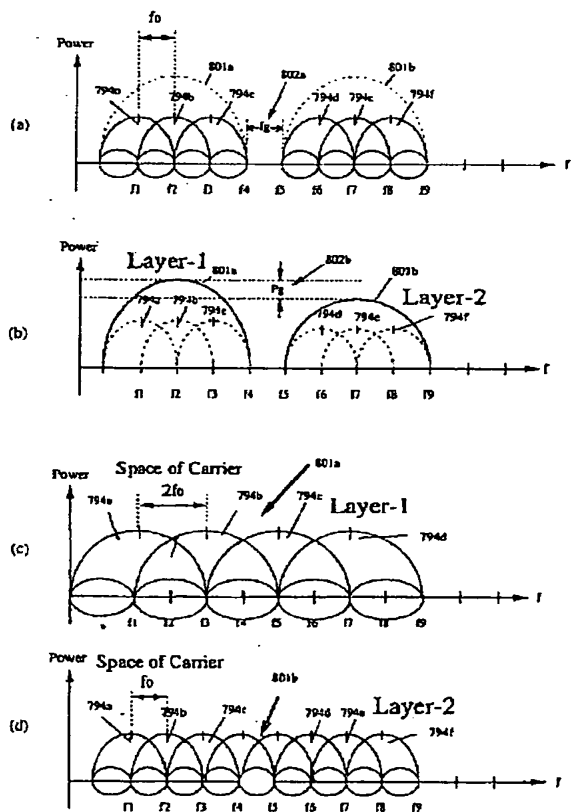 f0
Power
801a
802a
801b
794a
794b
794c
fg
794d
794e
794f
(a)
f1 f2 f3 f4 f5 f6 f7 f8 f9
f
Layer-1
801a
802b
801b
Pg
Layer-2
794a
794b
794c
794d
794e
794f
(b)
f1 f2 f3 f4 f5 f6 f7 f8 f9
f
Space of Carrier
801a
Power
2f0
794a
794b
794c
Layer-1
794d
(c)
f1 f2 f3 f4 f5 f6 f7 f8 f9
f
Space of Carrier
Power
f0
801b
794a
794b
794c
794d
794e
Layer-2
794f
(d)
f1 f2 f3 f4 f5 f6 f7 f8 f9
f